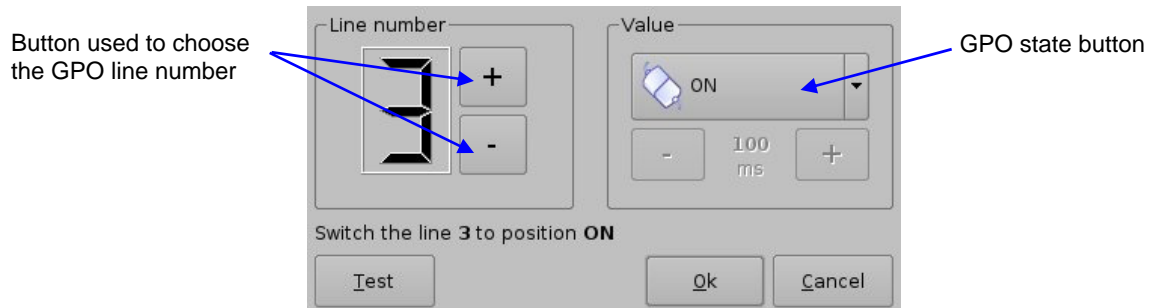 Button used to choose
the GPO line number
Line number
3
+
-
Value
ON
-
100
ms
+
GPO state button
Switch the line 3 to position ON
Test
Ok
Cancel